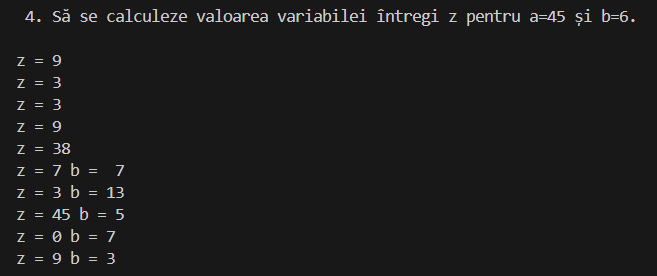 4. Să se calculeze valoarea variabilei întregi z pentru a=45 și b=6.
z = 9
z = 3
z = 3
z = 9
z = 38
z = 7 b =  7
z = 3 b = 13
z = 45 b = 5
z = 0 b = 7
z = 9 b = 3